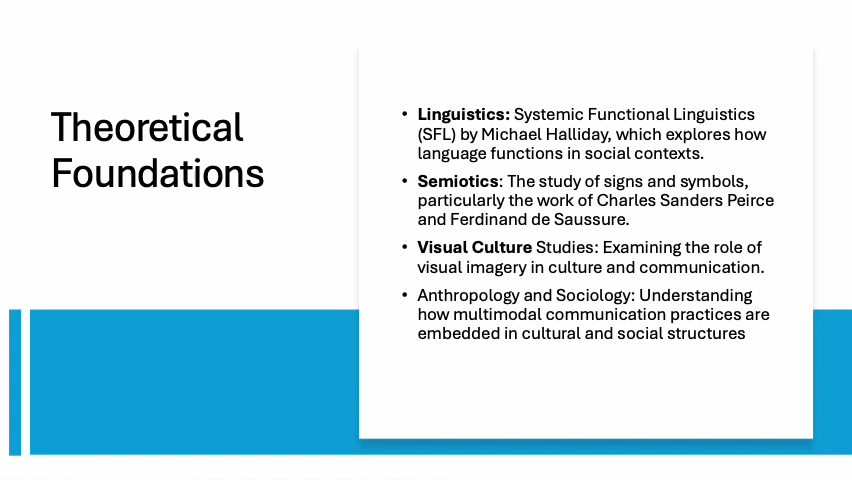 Theoretical
Foundations
• Linguistics: Systemic Functional Linguistics
(SFL) by Michael Halliday, which explores how
language functions in social contexts.
• Semiotics: The study of signs and symbols,
particularly the work of Charles Sanders Peirce
and Ferdinand de Saussure.
• Visual Culture Studies: Examining the role of
visual imagery in culture and communication.
• Anthropology and Sociology: Understanding
how multimodal communication practices are
embedded in cultural and social structures